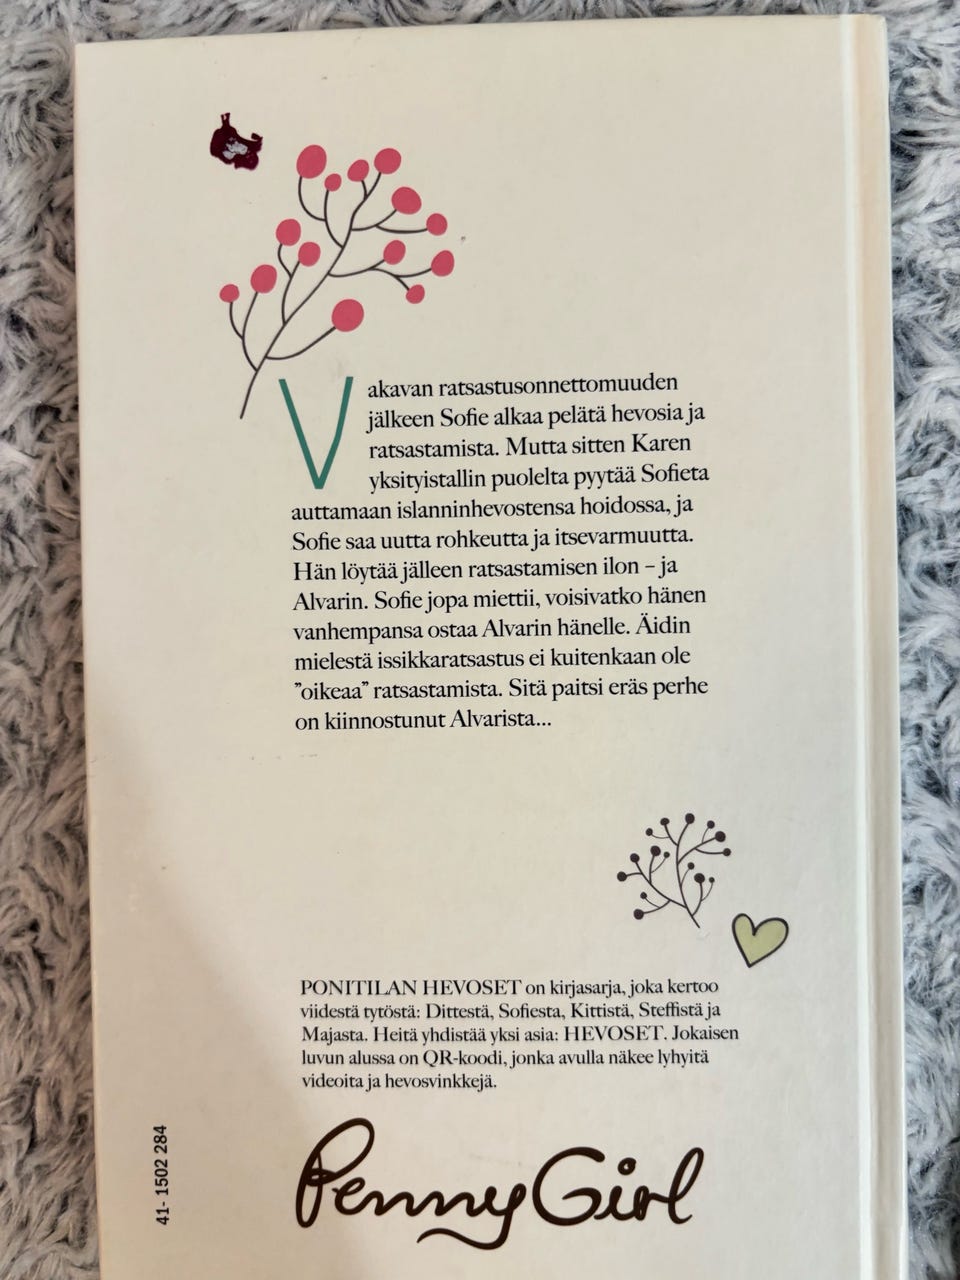 Vakavan ratsastusonnettomuuden
jälkeen Sofie alkaa pelätä hevosia ja
ratsastamista. Mutta sitten Karen
yksityistallin puolelta pyytää Sofieta
auttamaan islanninhevostensa hoidossa, ja
Sofie saa uutta rohkeutta ja itsevarmuutta.
Hän löytää jälleen ratsastamisen ilon – ja
Alvarin. Sofie jopa miettii, voisivatko hänen
vanhempansa ostaa Alvarin hänelle. Äidin
mielestä issikkaratsastus ei kuitenkaan ole
”oikeaa” ratsastamista. Sitä paitsi eräs perhe
on kiinnostunut Alvarista...
PONITILAN HEVOSET on kirjasarja, joka kertoo
viidestä tytöstä: Dittestä, Sofiesta, Kittistä, Steffistä ja
Majasta. Heitä yhdistää yksi asia: HEVOSET. Jokaisen
luvun alussa on QR-koodi, jonka avulla näkee lyhyitä
videoita ja hevosvinkkejä.
41- 1502 284
PennyGirl